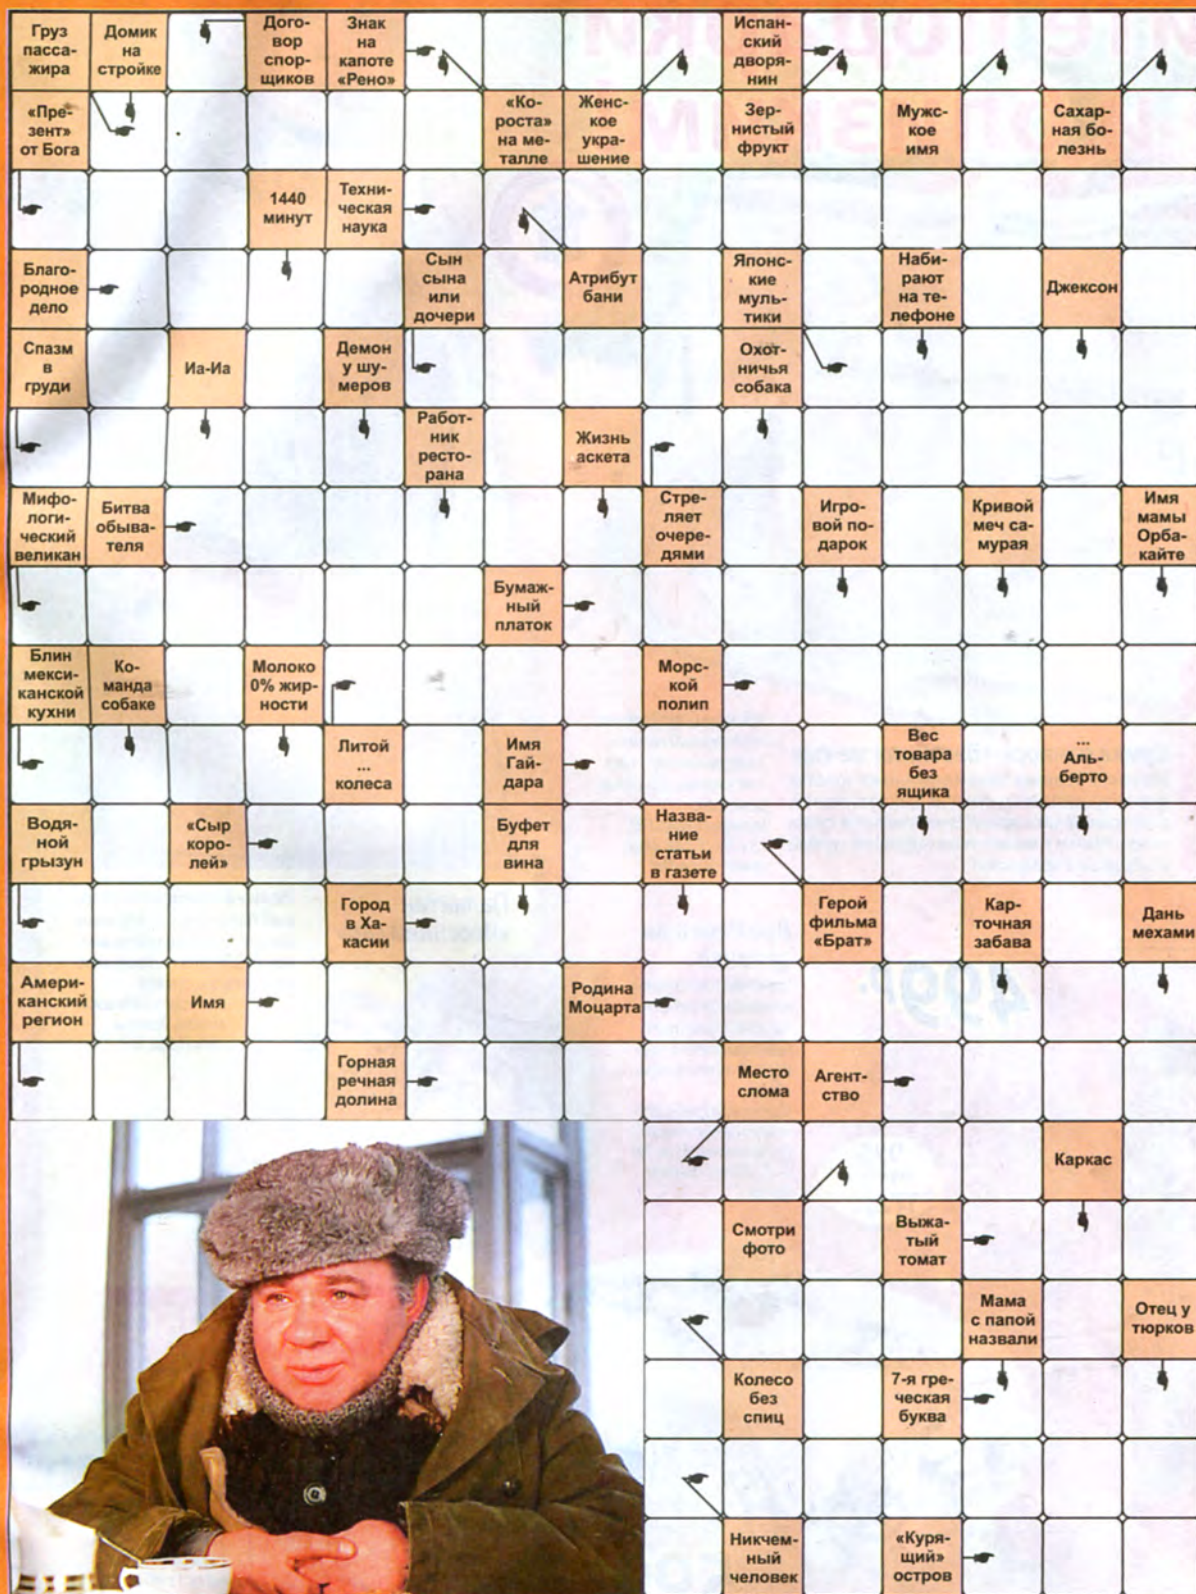 Груз
пасса-
жира
Домик
на
стройке
Дого-
вор
спор-
щиков
Знак
на
капоте
«Рено»
Испан-
ский
дворя-
нин
«Пре-
зент»
от Бога
«Ко-
роста»
на ме-
талле
Женс-
кое
укра-
шение
Зер-
нистый
фрукт
Мужс-
кое
имя
Сахар-
ная бо-
лезнь
1440
минут
Техни-
ческая
наука
Благо-
родное
дело
Сын
сына
или
дочери
Атрибут
бани
Японс-
кие
муль-
тики
Наби-
рают
на те-
лефоне
Джексон
Спазм
в
груди
Иа-Иа
Демон
у шу-
меров
Охот-
ничья
собака
Работ-
ник
ресто-
рана
Жизнь
аскета
Мифо-
логи-
ческий
великан
Битва
обыва-
теля
Стре-
ляет
очере-
дями
Игро-
вой по-
дарок
Кривой
меч са-
мурая
Имя
мамы
Орба-
кайте
Бумаж-
ный
платок
Блин
мекси-
канской
кухни
Ко-
манда
собаке
Молоко
0% жир-
ности
Морс-
кой
полип
Литой
...
колеса
Имя
Гай-
дара
Вес
товара
без
ящика
...
Аль-
берто
Водя-
ной
грызун
«Сыр
коро-
лей»
Буфет
для
вина
Назва-
ние
статьи
в газете
Город
в Ха-
касии
Герой
фильма
«Брат»
Кар-
точная
забава
Дань
мехами
Амери-
канский
регион
Имя
Родина
Моцарта
Горная
речная
долина
Место
слома
Агент-
ство
Каркас
Смотри
фото
Выжа-
тый
томат
Мама
с папой
назвали
Отец у
тюрков
Колесо
без
спиц
7-я гре-
ческая
буква
Никчем-
ный
человек
«Куря-
щий»
остров